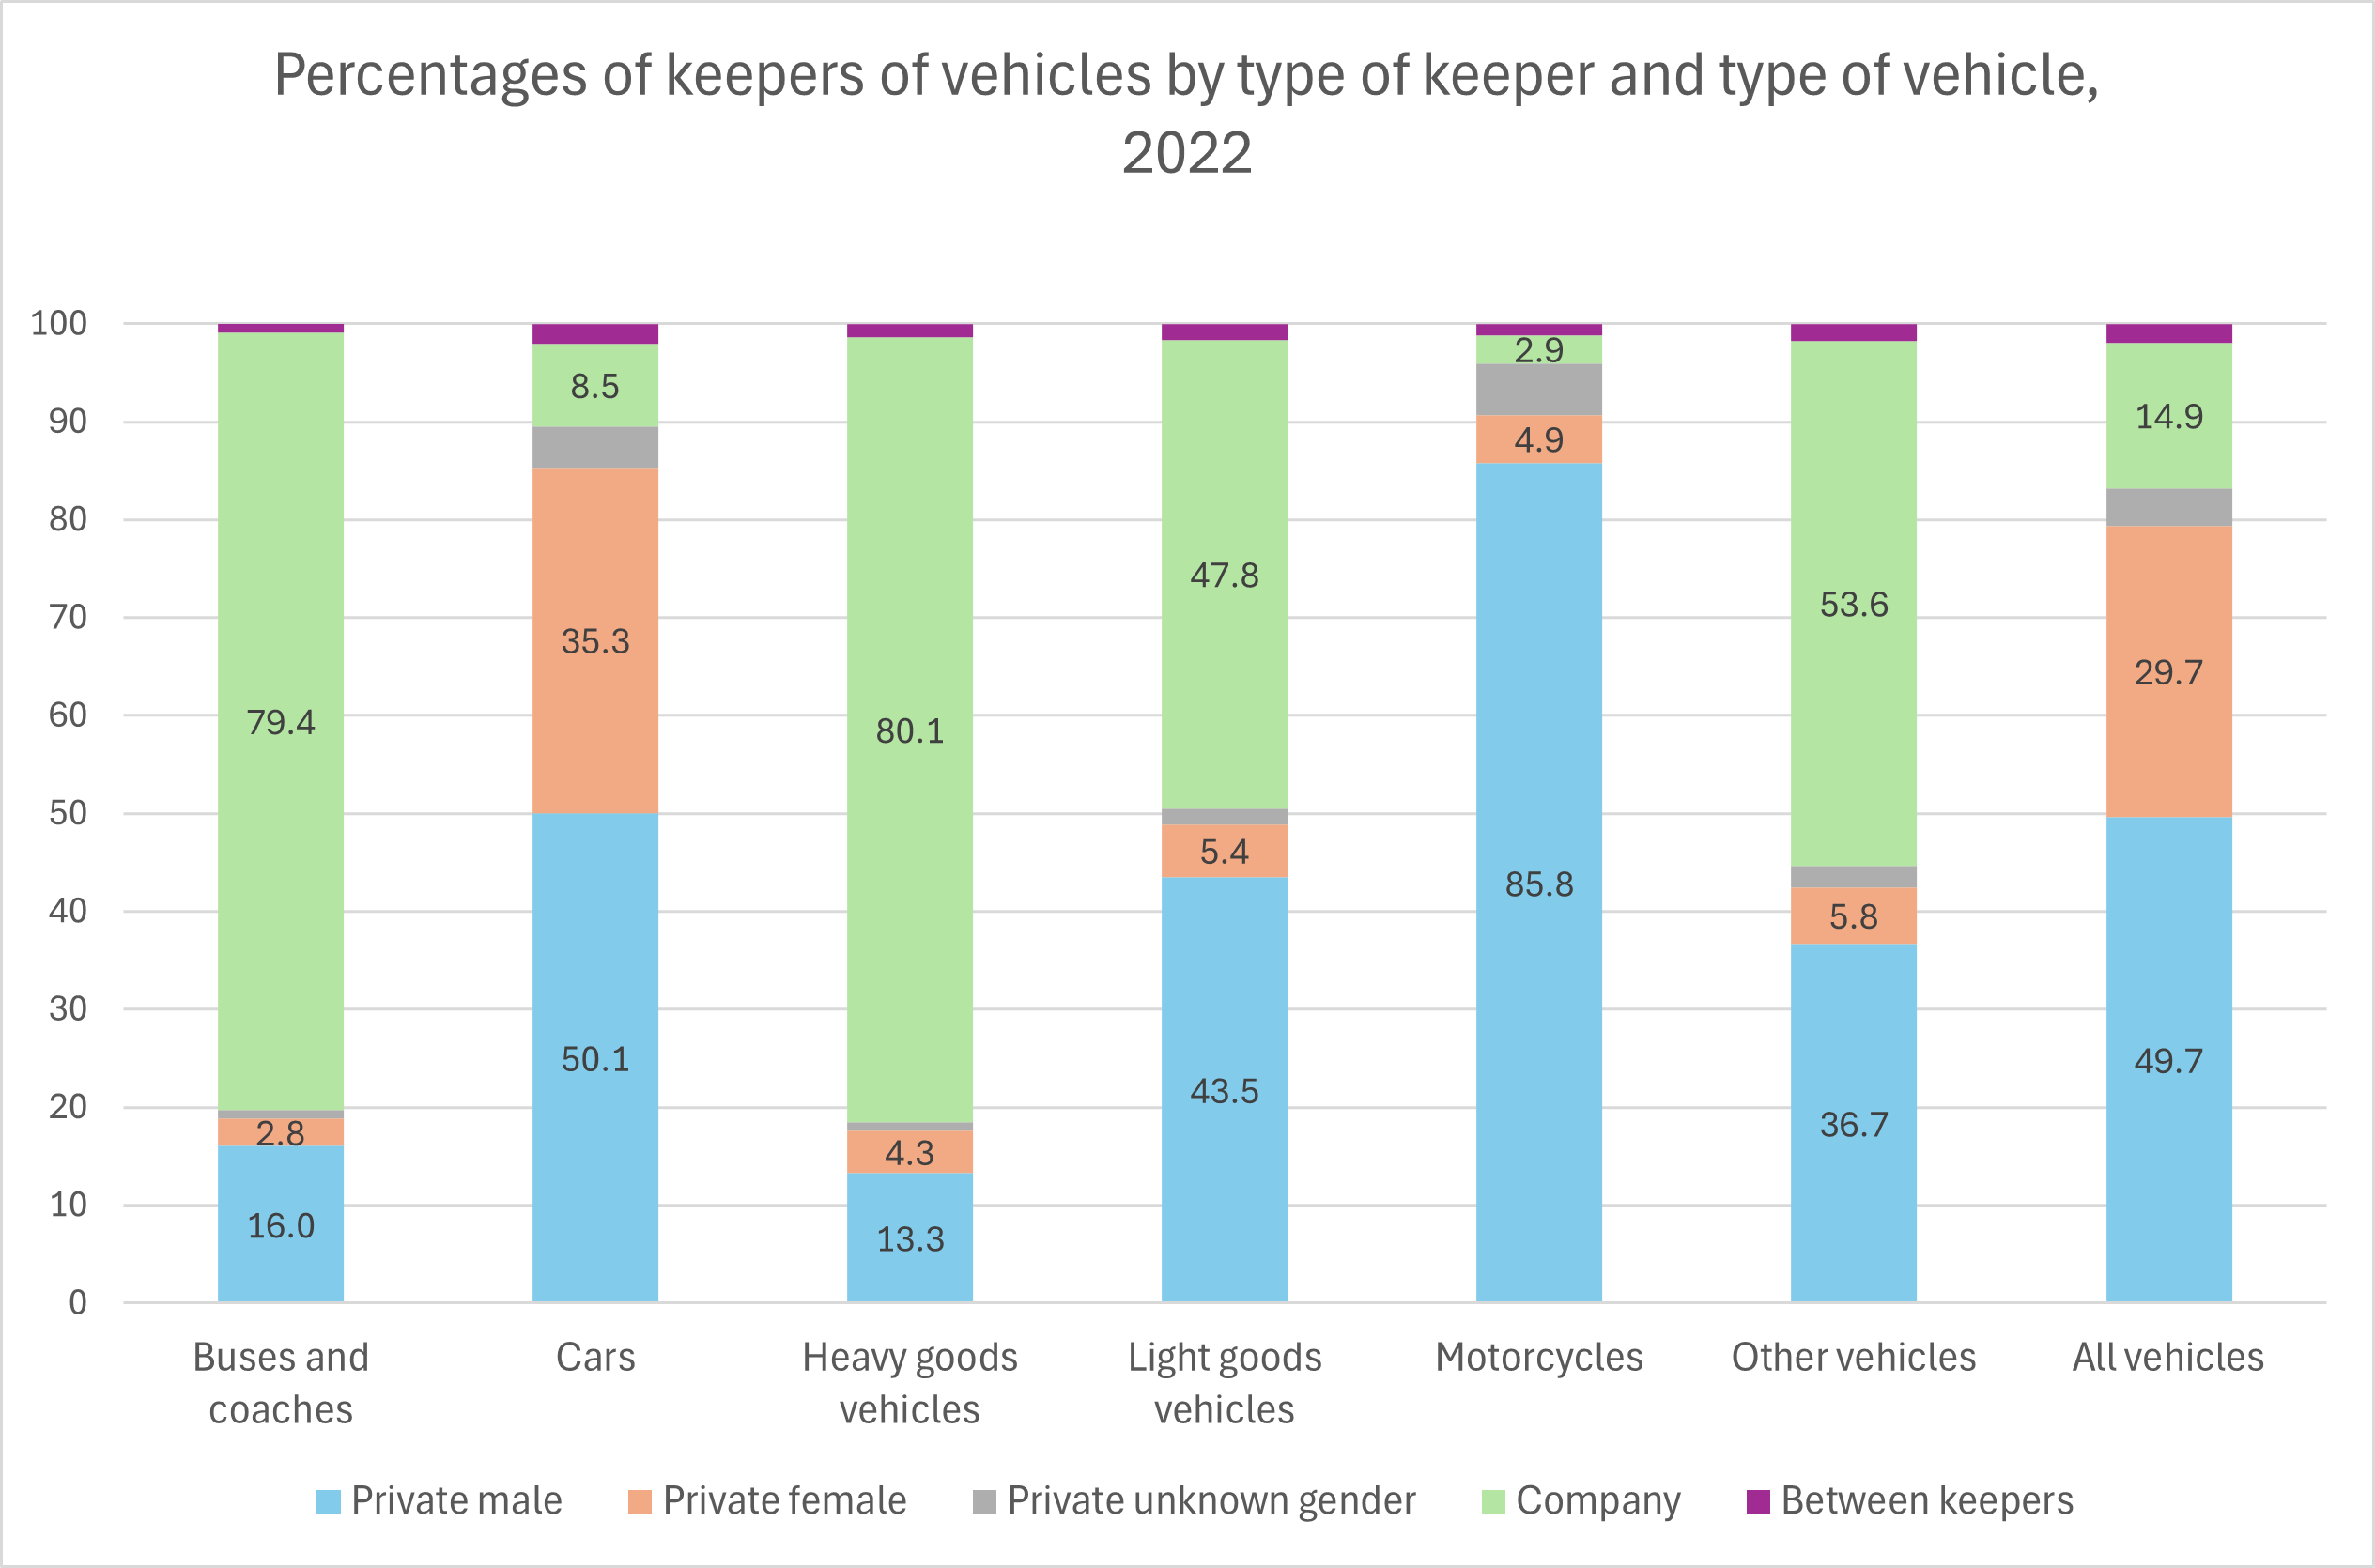 Percentages of keepers of vehicles by type of keeper and type of vehicle,
2022
100
90
80
70
60
50
40
30
20
10
0
79.4
2.8
16.0
8.5
35.3
50.1
80.1
4.3
13.3
47.8
5.4
43.5
2.9
4.9
85.8
53.6
5.8
36.7
14.9
29.7
49.7
Buses and
coaches
Cars
Heavy goods
vehicles
Light goods
vehicles
Motorcycles
Other vehicles
All vehicles
Private male
Private female
Private unknown gender
Company
Between keepers